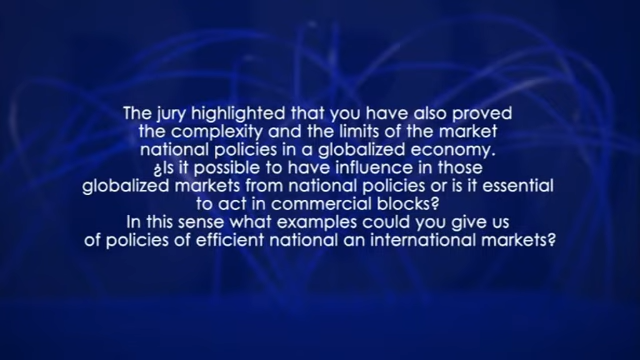 The jury highlighted that you have also proved
the complexity and the limits of the market
national policies in a globalized economy.
¿Is it possible to have influence in those
globalized markets from national policies or is it essential
to act in commercial blocks?
In this sense what examples could you give us
of policies of efficient national an international markets?